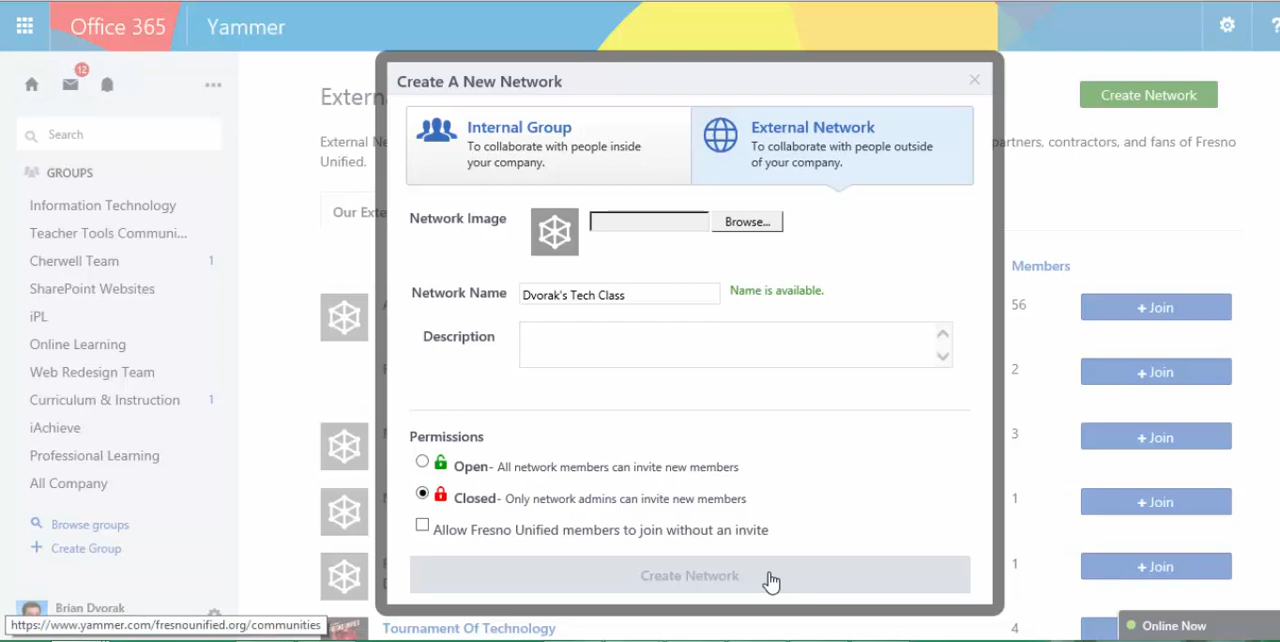 Office 365
Yammer
?
12
Search
GROUPS
Information Technology
Teacher Tools Communi...
Cherwell Team 1
SharePoint Websites
iPL
Online Learning
Web Redesign Team
Curriculum & Instruction 1
iAchieve
Professional Learning
All Company
Browse groups
+ Create Group
Brian Dvorak
https://www.yammer.com/fresnounified.org/communities
Extern
Create Network
External Ne
partners, contractors, and fans of Fresno
Unified.
Our Exte
Members
56 + Join
2 + Join
3 + Join
1 + Join
1 + Join
Tournament Of Technology 4
Online Now
Create A New Network
Internal Group
To collaborate with people inside
your company.
External Network
To collaborate with people outside
of your company.
Network Image Browse...
Network Name Dvorak's Tech Class Name is available.
Description
Permissions
Open- All network members can invite new members
Closed- Only network admins can invite new members
Allow Fresno Unified members to join without an invite
Create Network